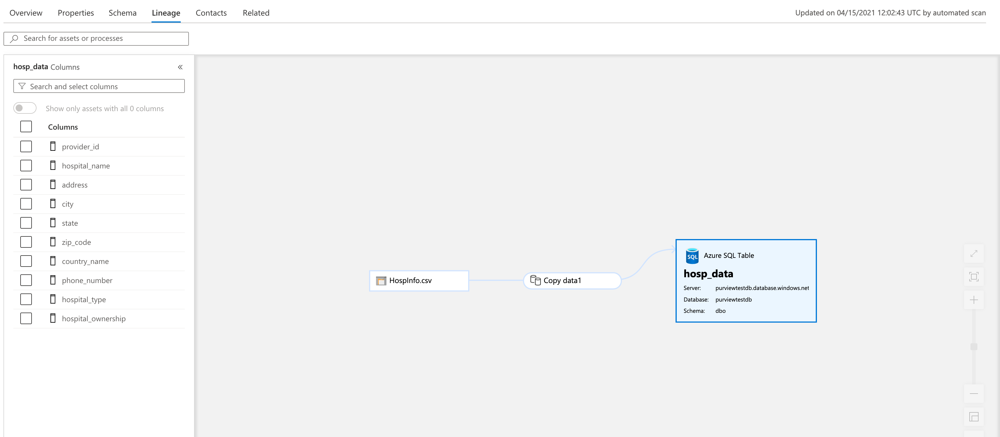 Overview Properties Schema Lineage Contacts Related Updated on 04/15/2021 12:02:43 UTC by automated scan
Search for assets or processes
hosp_data Columns
Search and select columns
Show only assets with all 0 columns
Columns
provider_id
hospital_name
address
city
state
zip_code
country_name
phone_number
hospital_type
hospital_ownership
HospInfo.csv
Copy data1
SQL Azure SQL Table
hosp_data
Server: purviewtestdb.database.windows.net
Database: purviewtestdb
Schema: dbo